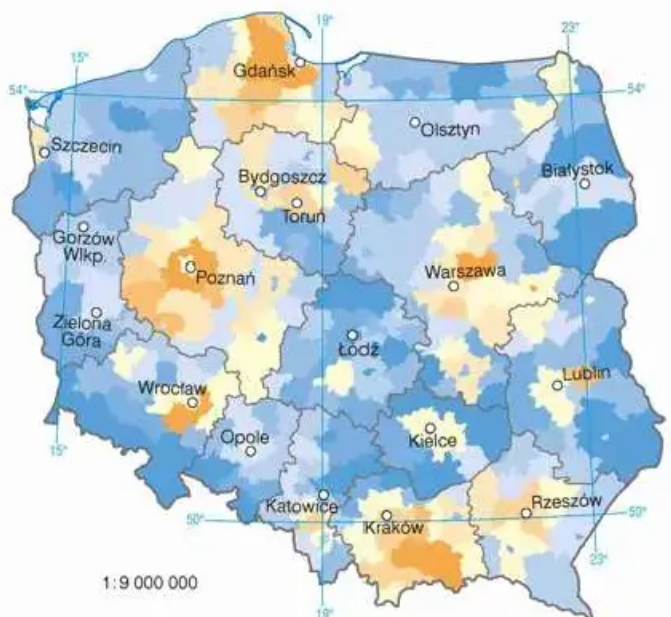 19°
23°
15°
Gdańsk
54°
54°
Olsztyn
Szczecin
Białystok
Bydgoszcz
Toruń
Gorzów
Wlkp.
Poznań
Warszawa
Zielona
Góra
Łódź
Lublin
Wrocław
Opole
Kielce
15°
Katowice
Rzeszów
50°
Kraków
50°
23°
1:9 000 000
19°